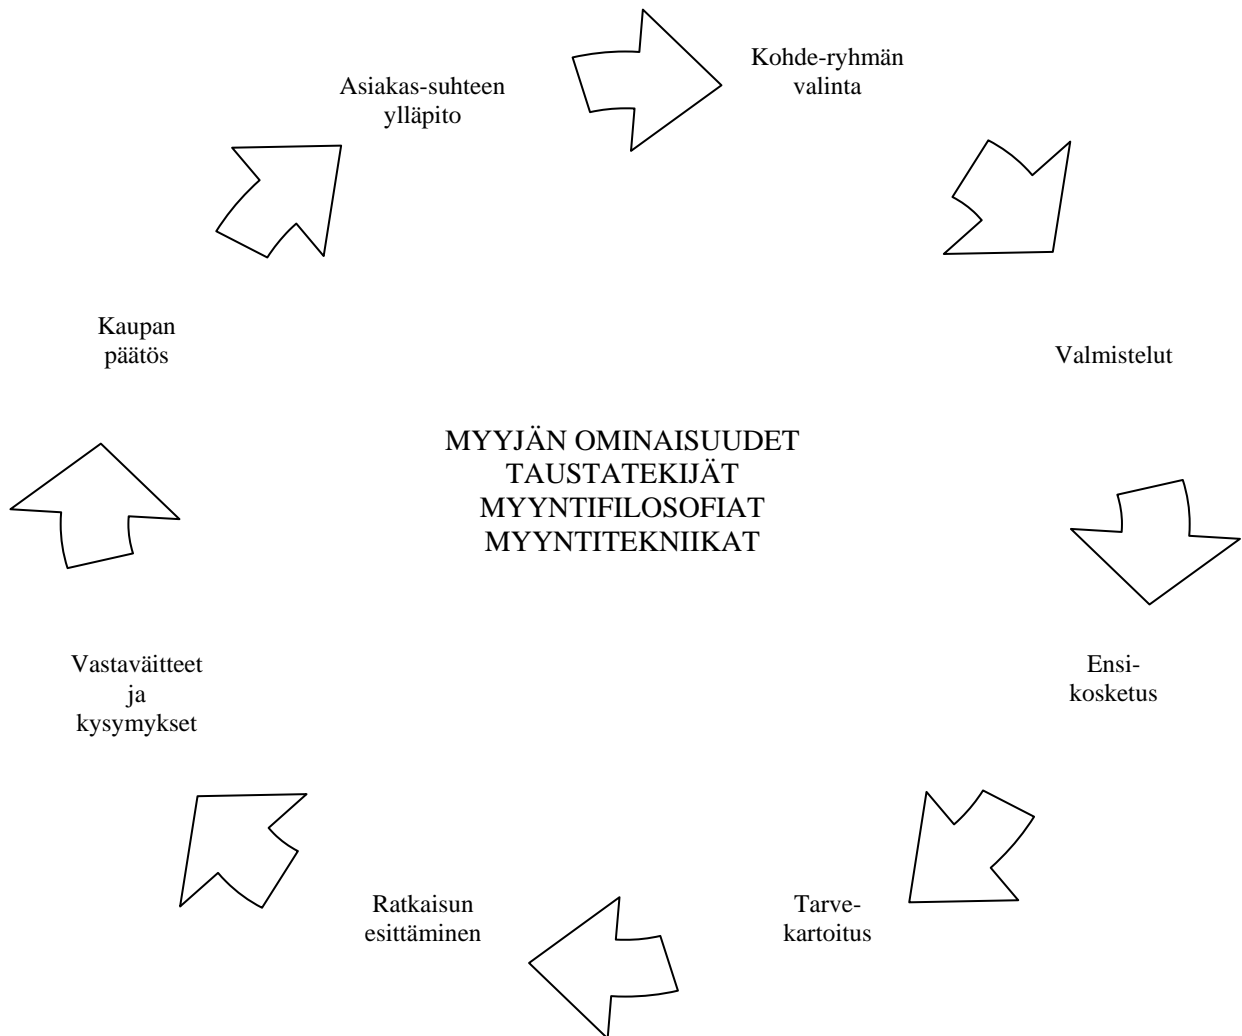 Asiakas-suhteen
ylläpito
Kohde-ryhmän
valinta
Valmistelut
Ensi-
kosketus
Tarve-
kartoitus
Ratkaisun
esittäminen
Vastaväitteet
ja
kysymykset
Kaupan
päätös
MYYJÄN OMINAISUUDET
TAUSTATEKIJÄT
MYYNTIFILOSOFIAT
MYYNTITEKNIIKAT